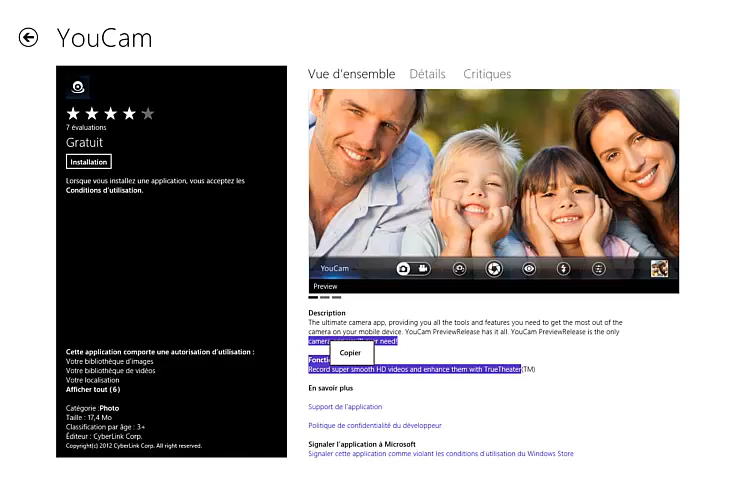 YouCam
7 évaluations
Gratuit
Installation
Lorsque vous installez une application, vous acceptez les
Conditions d'utilisation.
Cette application comporte une autorisation d'utilisation :
Votre bibliothèque d'images
Votre bibliothèque de vidéos
Votre localisation
Afficher tout (6)
Catégorie :Photo
Taille : 17,4 Mo
Classification par âge : 3+
Éditeur : CyberLink Corp.
Copyright(c) 2012 CyberLink Corp. All right reserved.
Vue d'ensemble Détails Critiques
YouCam
Preview
Description
The ultimate camera app, providing you all the tools and features you need to get the most out of the
camera on your mobile device. YouCam PreviewRelease has it all. YouCam PreviewRelease is the only
camera need!
Copier
Foncti
Record super smooth HD videos and enhance them with TrueTheater(TM)
En savoir plus
Support de l'application
Politique de confidentialité du développeur
Signaler l'application à Microsoft
Signaler cette application comme violant les conditions d'utilisation du Windows Store